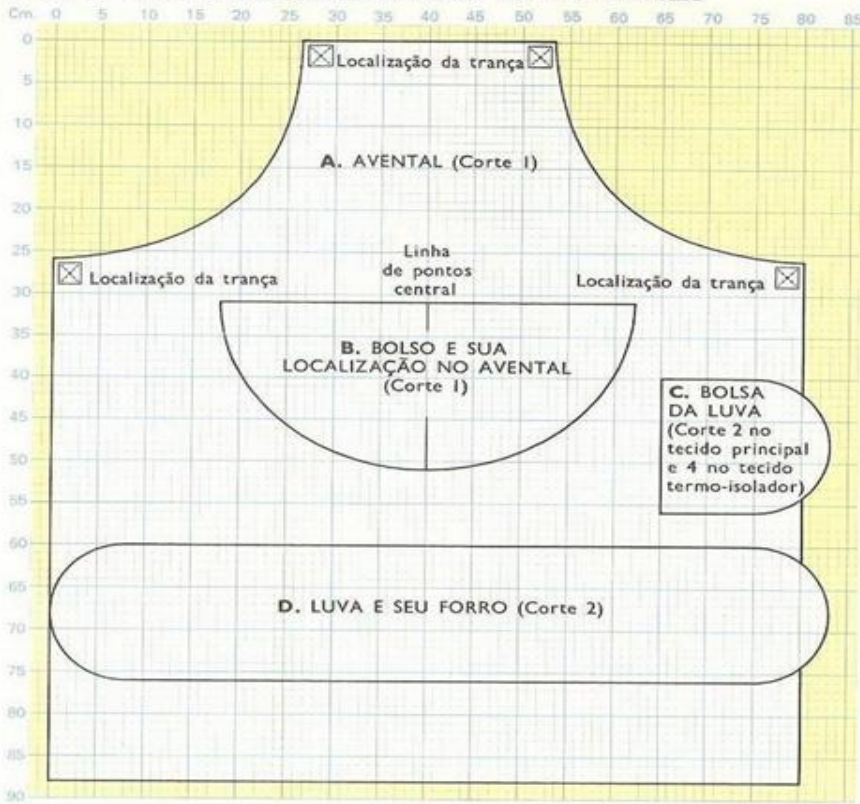 Cm. 0 5 10 15 20 25 30 35 40 45 50 55 60 65 70 75 80 85
0
5
10
15
20
25
30
35
40
45
50
55
60
65
70
75
80
85
90
Localização da trança
A. AVENTAL (Corte 1)
Localização da trança
Linha
de pontos
central
Localização da trança
B. BOLSO E SUA
LOCALIZAÇÃO NO AVENTAL
(Corte 1)
C. BOLSA
DA LUVA
(Corte 2 no
tecido principal
e 4 no tecido
termo-isolador)
D. LUVA E SEU FORRO (Corte 2)